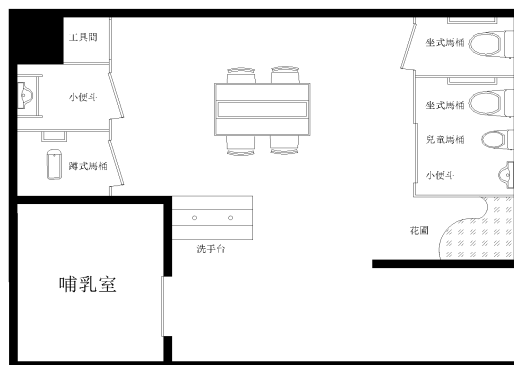 工具間
坐式馬桶
小便斗
坐式馬桶
兒童馬桶
蹲式馬桶
小便斗
花圃
洗手台
哺乳室